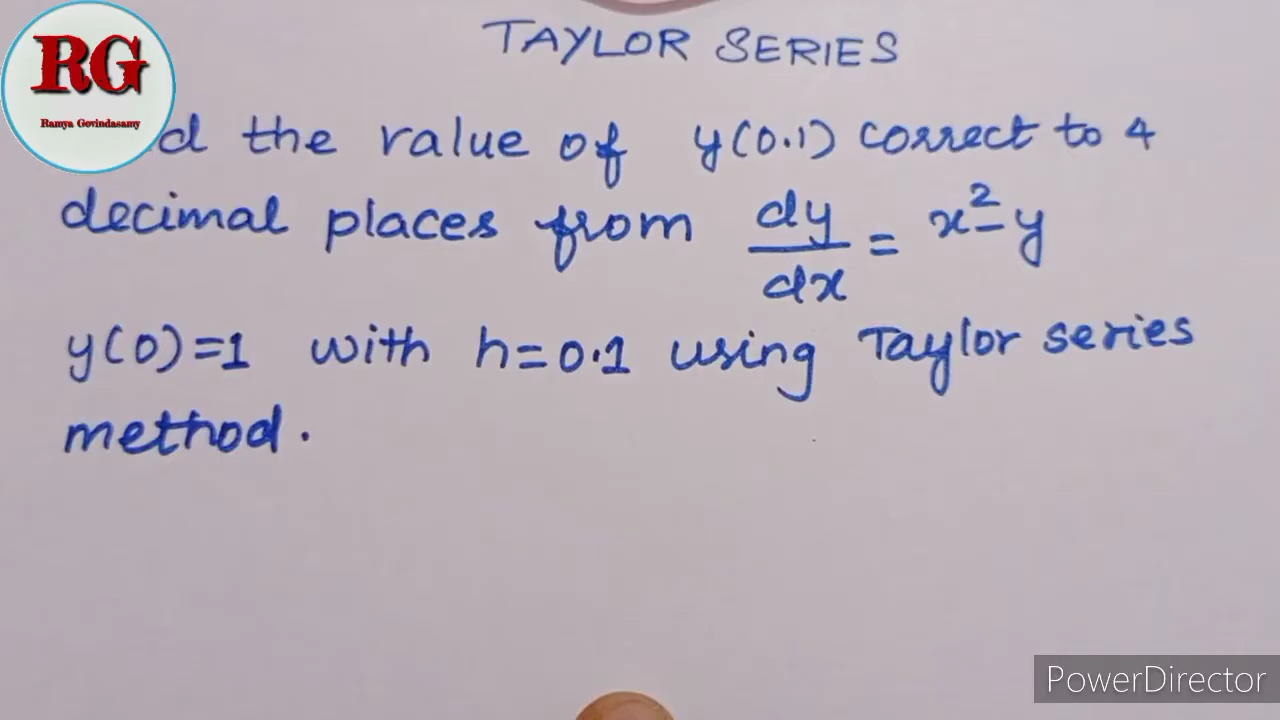 RG
Ramya Govindasamy
TAYLOR SERIES
d the value of y(0.1) correct to 4
decimal places from dy/dx = x²-y
y(0)=1 with h=0.1 using Taylor series
method.
PowerDirector